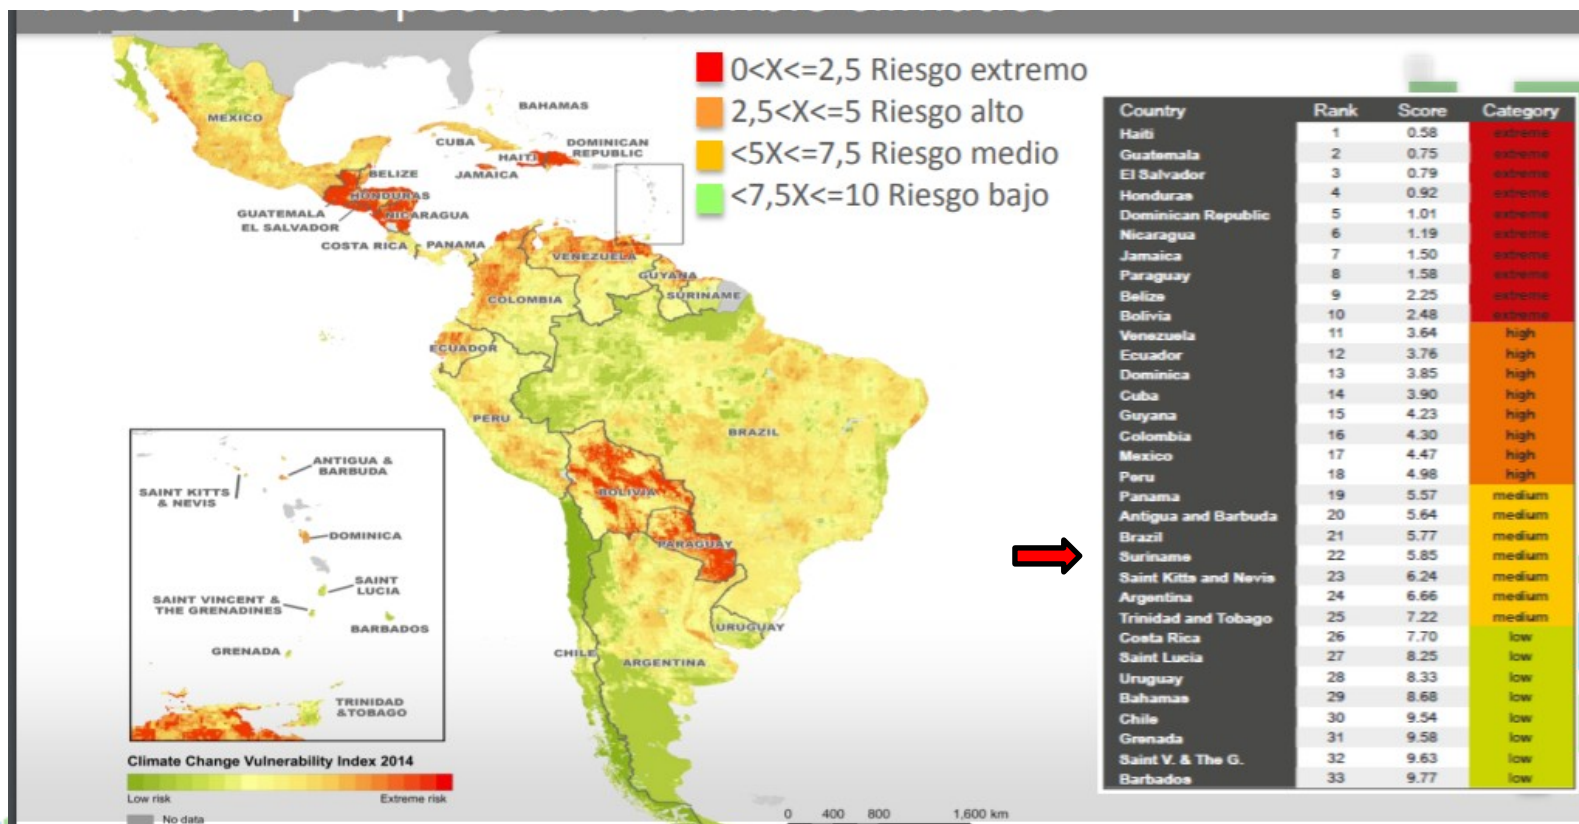 desde la perspectiva de cambio climático
0<X<=2,5 Riesgo extremo
2,5<X<=5 Riesgo alto
<5X<=7,5 Riesgo medio
<7,5X<=10 Riesgo bajo
MEXICO
BAHAMAS
CUBA
HAITI
DOMINICAN
REPUBLIC
JAMAICA
BELIZE
HONDURAS
GUATEMALA
NICARAGUA
EL SALVADOR
COSTA RICA
PANAMA
VENEZUELA
GUYANA
SURINAME
COLOMBIA
ECUADOR
PERU
BRAZIL
BOLIVIA
PARAGUAY
URUGUAY
CHILE
ARGENTINA
ANTIGUA &
BARBUDA
SAINT KITTS
& NEVIS
DOMINICA
SAINT
LUCIA
SAINT VINCENT &
THE GRENADINES
BARBADOS
GRENADA
TRINIDAD
&TOBAGO
Climate Change Vulnerability Index 2014
Low risk Extreme risk
No data
0 400 800 1,600 km
Country Rank Score Category
Haiti 1 0.58 extreme
Guatemala 2 0.75 extreme
El Salvador 3 0.79 extreme
Honduras 4 0.92 extreme
Dominican Republic 5 1.01 extreme
Nicaragua 6 1.19 extreme
Jamaica 7 1.50 extreme
Paraguay 8 1.58 extreme
Belize 9 2.25 extreme
Bolivia 10 2.48 extreme
Venezuela 11 3.64 high
Ecuador 12 3.76 high
Dominica 13 3.85 high
Cuba 14 3.90 high
Guyana 15 4.23 high
Colombia 16 4.30 high
Mexico 17 4.47 high
Peru 18 4.98 high
Panama 19 5.57 medium
Antigua and Barbuda 20 5.64 medium
Brazil 21 5.77 medium
Suriname 22 5.85 medium
Saint Kitts and Nevis 23 6.24 medium
Argentina 24 6.66 medium
Trinidad and Tobago 25 7.22 medium
Costa Rica 26 7.70 low
Saint Lucia 27 8.25 low
Uruguay 28 8.33 low
Bahamas 29 8.68 low
Chile 30 9.54 low
Grenada 31 9.58 low
Saint V. & The G. 32 9.63 low
Barbados 33 9.77 low